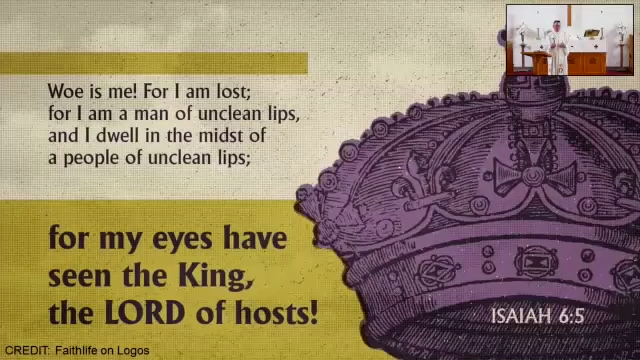 Woe is me! For I am lost;
for I am a man of unclean lips,
and I dwell in the midst of
a people of unclean lips;
for my eyes have
seen the King,
the LORD of hosts!
ISAIAH 6:5
CREDIT: Faithlife on Logos